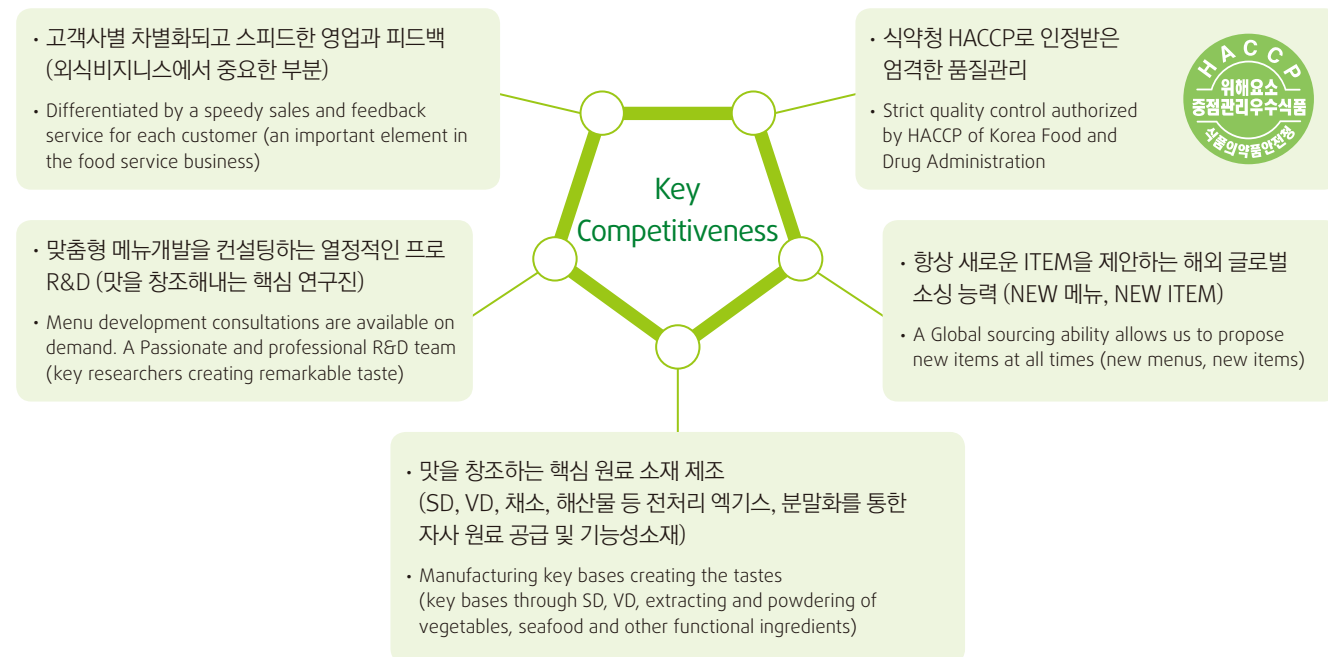 · 고객사별 차별화되고 스피드한 영업과 피드백
(외식비지니스에서 중요한 부분)
· Differentiated by a speedy sales and feedback
service for each customer (an important element in
the food service business)
· 식약청 HACCP로 인정받은
엄격한 품질관리
· Strict quality control authorized
by HACCP of Korea Food and
Drug Administration
HACCP
위해요소
중점관리우수식품
식품의약품안전청
Key
Competitiveness
· 맞춤형 메뉴개발을 컨설팅하는 열정적인 프로
R&D (맛을 창조해내는 핵심 연구진)
· Menu development consultations are available on
demand. A Passionate and professional R&D team
(key researchers creating remarkable taste)
· 항상 새로운 ITEM을 제안하는 해외 글로벌
소싱 능력 (NEW 메뉴, NEW ITEM)
· A Global sourcing ability allows us to propose
new items at all times (new menus, new items)
· 맛을 창조하는 핵심 원료 소재 제조
(SD, VD, 채소, 해산물 등 전처리 엑기스, 분말화를 통한
자사 원료 공급 및 기능성소재)
· Manufacturing key bases creating the tastes
(key bases through SD, VD, extracting and powdering of
vegetables, seafood and other functional ingredients)